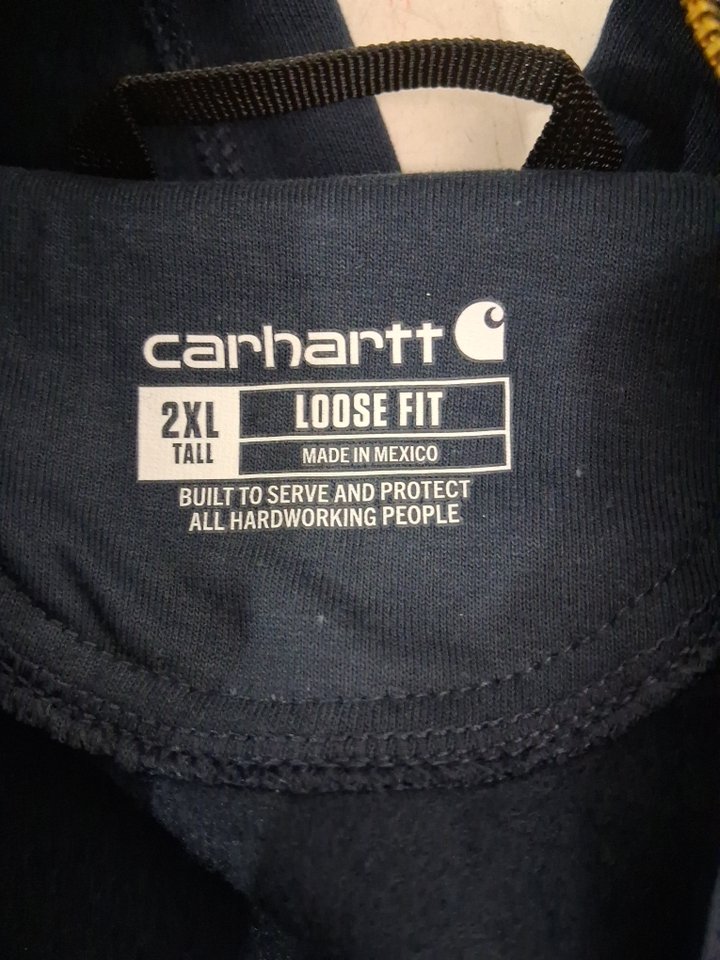 carhartt
2XL
TALL
LOOSE FIT
MADE IN MEXICO
BUILT TO SERVE AND PROTECT
ALL HARDWORKING PEOPLE